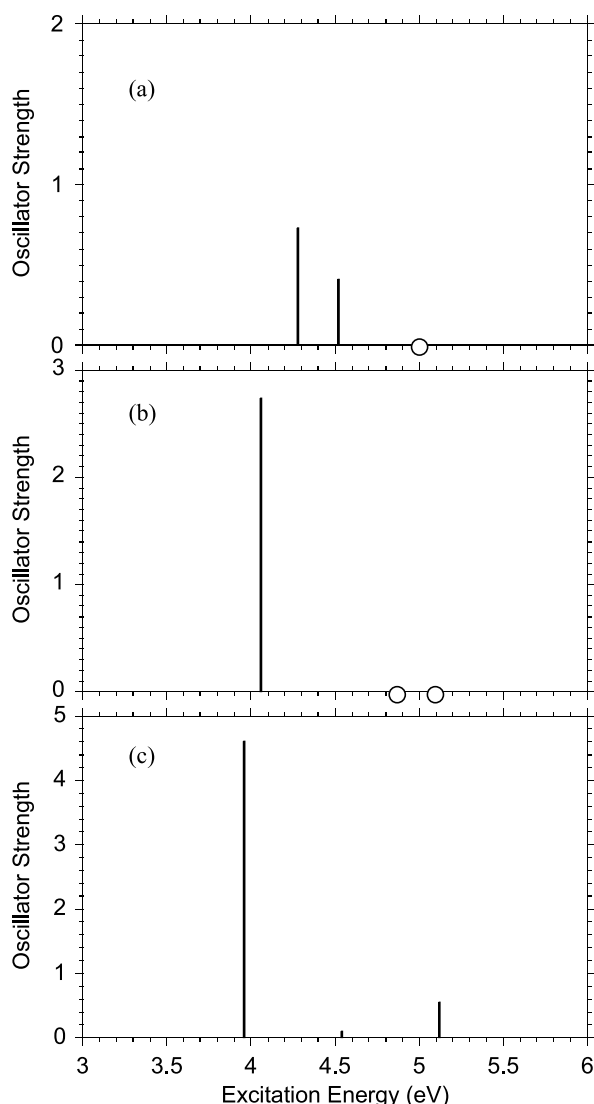 2
(a)
1
Oscillator Strength
0
3
(b)
2
Oscillator Strength
1
0
5
(c)
4
3
Oscillator Strength
2
1
0
3 3.5 4 4.5 5 5.5 6
Excitation Energy (eV)